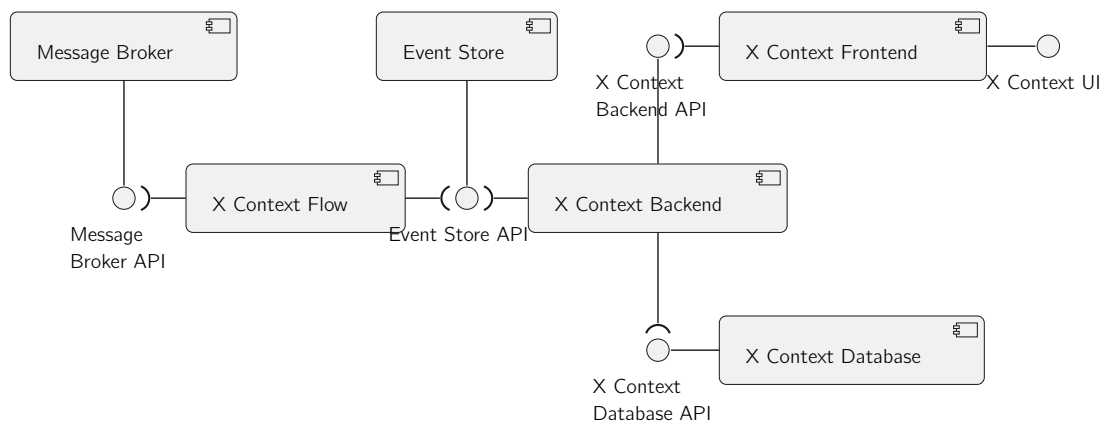 Message Broker
Event Store
X Context Frontend
X Context
Backend API
X Context UI
X Context Flow
X Context Backend
Message
Broker API
Event Store API
X Context Database
X Context
Database API